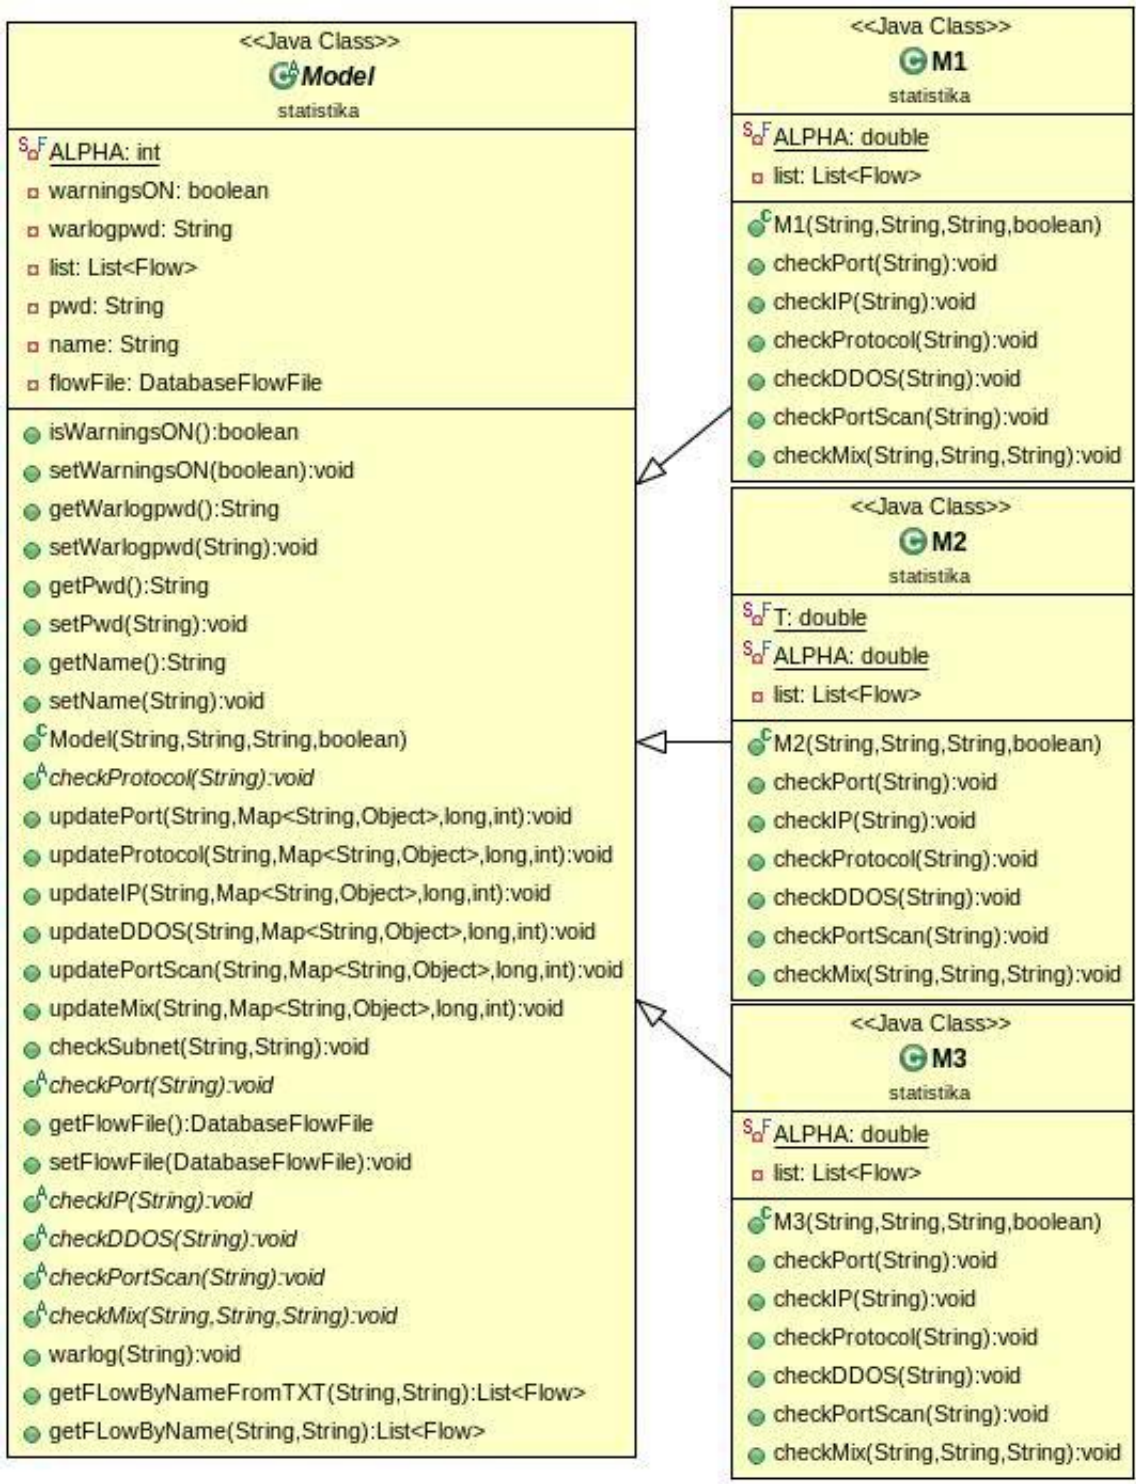 <<Java Class>>
Model
statistika
ALPHA: int
warningsON: boolean
warlogpwd: String
list: List<Flow>
pwd: String
name: String
flowFile: DatabaseFlowFile
isWarningsON():boolean
setWarningsON(boolean):void
getWarlogpwd():String
setWarlogpwd(String):void
getPwd():String
setPwd(String):void
getName():String
setName(String):void
Model(String,String,String,boolean)
checkProtocol(String):void
updatePort(String,Map<String,Object>,long,int):void
updateProtocol(String,Map<String,Object>,long,int):void
updateIP(String,Map<String,Object>,long,int):void
updateDDOS(String,Map<String,Object>,long,int):void
updatePortScan(String,Map<String,Object>,long,int):void
updateMix(String,Map<String,Object>,long,int):void
checkSubnet(String,String):void
checkPort(String):void
getFlowFile():DatabaseFlowFile
setFlowFile(DatabaseFlowFile):void
checkIP(String):void
checkDDOS(String):void
checkPortScan(String):void
checkMix(String,String,String):void
warlog(String):void
getFLowByNameFromTXT(String,String):List<Flow>
getFLowByName(String,String):List<Flow>
<<Java Class>>
M1
statistika
ALPHA: double
list: List<Flow>
M1(String,String,String,boolean)
checkPort(String):void
checkIP(String):void
checkProtocol(String):void
checkDDOS(String):void
checkPortScan(String):void
checkMix(String,String,String):void
<<Java Class>>
M2
statistika
T: double
ALPHA: double
list: List<Flow>
M2(String,String,String,boolean)
checkPort(String):void
checkIP(String):void
checkProtocol(String):void
checkDDOS(String):void
checkPortScan(String):void
checkMix(String,String,String):void
<<Java Class>>
M3
statistika
ALPHA: double
list: List<Flow>
M3(String,String,String,boolean)
checkPort(String):void
checkIP(String):void
checkProtocol(String):void
checkDDOS(String):void
checkPortScan(String):void
checkMix(String,String,String):void